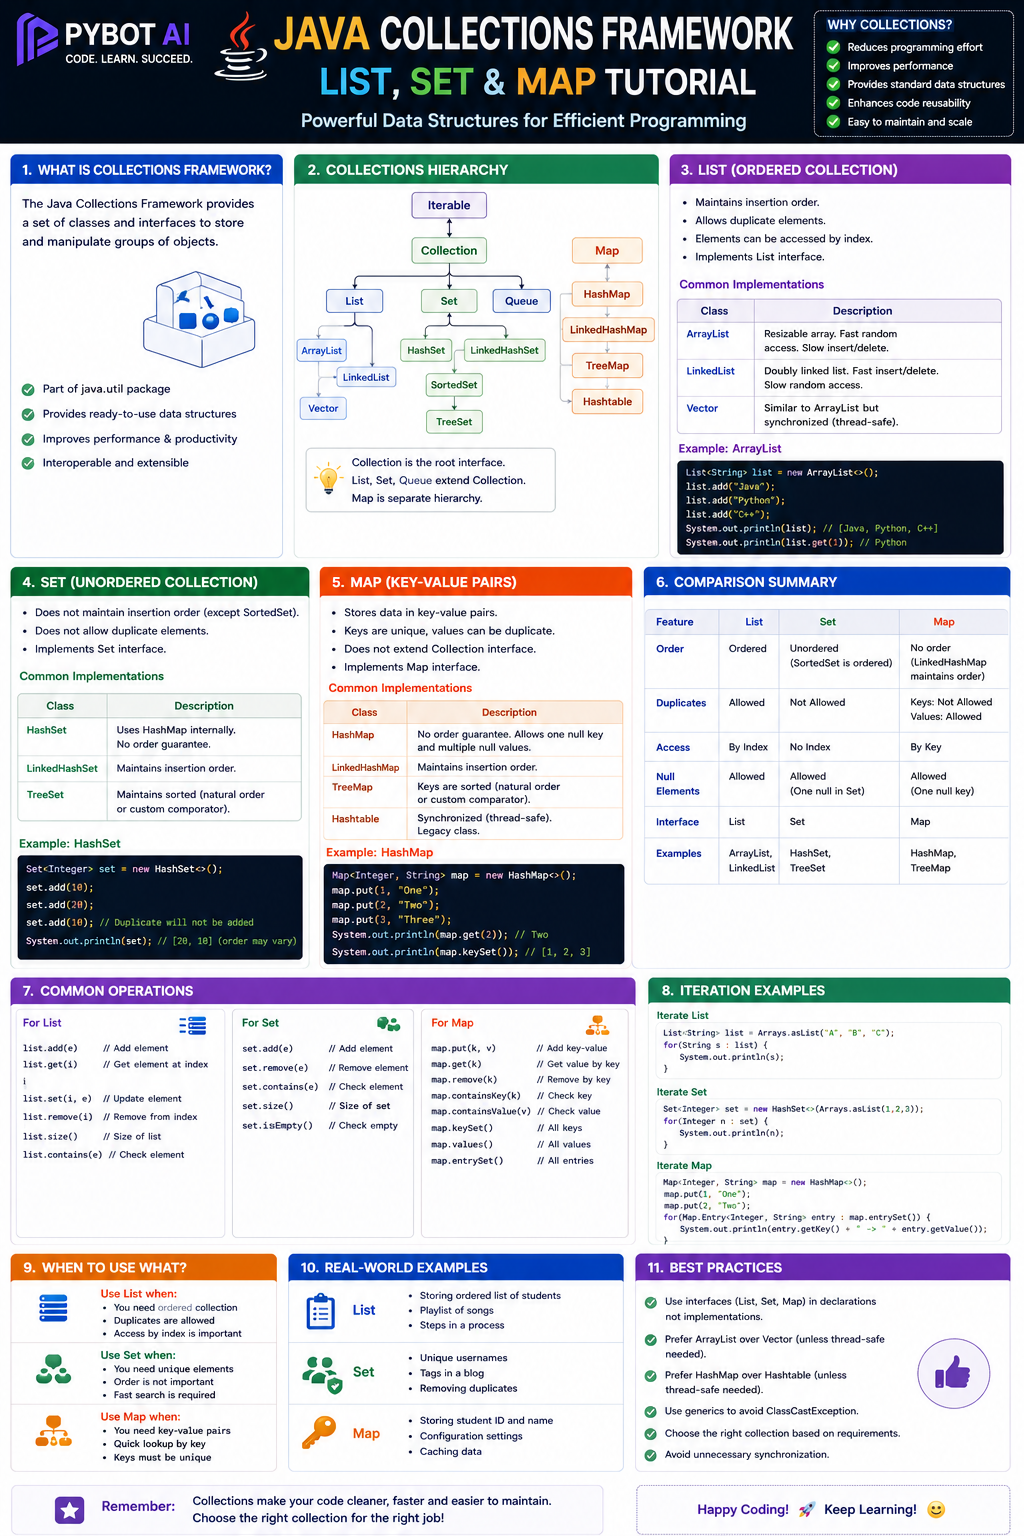 PYBOT AI
CODE. LEARN. SUCCEED.
JAVA COLLECTIONS FRAMEWORK
LIST, SET & MAP TUTORIAL
Powerful Data Structures for Efficient Programming
WHY COLLECTIONS?
Reduces programming effort
Improves performance
Provides standard data structures
Enhances code reusability
Easy to maintain and scale
1. WHAT IS COLLECTIONS FRAMEWORK?
The Java Collections Framework provides
a set of classes and interfaces to store
and manipulate groups of objects.
Part of java.util package
Provides ready-to-use data structures
Improves performance & productivity
Interoperable and extensible
2. COLLECTIONS HIERARCHY
Iterable
Collection
Map
List
Set
Queue
HashMap
LinkedHashMap
ArrayList
HashSet
LinkedHashSet
TreeMap
LinkedList
SortedSet
Hashtable
Vector
TreeSet
Collection is the root interface.
List, Set, Queue extend Collection.
Map is separate hierarchy.
3. LIST (ORDERED COLLECTION)
• Maintains insertion order.
• Allows duplicate elements.
• Elements can be accessed by index.
• Implements List interface.
Common Implementations
Class Description
ArrayList Resizable array. Fast random
access. Slow insert/delete.
LinkedList Doubly linked list. Fast insert/delete.
Slow random access.
Vector Similar to ArrayList but
synchronized (thread-safe).
Example: ArrayList
List<String> list = new ArrayList<>();
list.add("Java");
list.add("Python");
list.add("C++");
System.out.println(list); // [Java, Python, C++]
System.out.println(list.get(1)); // Python
4. SET (UNORDERED COLLECTION)
• Does not maintain insertion order (except SortedSet).
• Does not allow duplicate elements.
• Implements Set interface.
Common Implementations
Class Description
HashSet Uses HashMap internally.
No order guarantee.
LinkedHashSet Maintains insertion order.
TreeSet Maintains sorted (natural order
or custom comporator).
Example: HashSet
Set<Integer> set = new HashSet<>();
set.add(10);
set.add(20);
set.add(10); // Duplicate will not be added
System.out.println(set); // [20, 10] (order may vary)
5. MAP (KEY-VALUE PAIRS)
• Stores data in key-value pairs.
• Keys are unique, values can be duplicate.
• Does not extend Collection interface.
• Implements Map interface.
Common Implementations
Class Description
HashMap No order guarantee. Allows one null key
and multiple null values.
LinkedHashMap Maintains insertion order.
TreeMap Keys are sorted (natural order
or custom comparator).
Hashtable Synchronized (thread-safe).
Legacy class.
Example: HashMap
Map<Integer, String> map = new HashMap<>();
map.put(1, "One");
map.put(2, "Two");
map.put(3, "Three");
System.out.println(map.get(2)); // Two
System.out.println(map.keySet()); // [1, 2, 3]
6. COMPARISON SUMMARY
Feature List Set Map
Order Ordered Unordered
(SortedSet is ordered) No order
(LinkedHashMap
maintains order)
Duplicates Allowed Not Allowed Keys: Not Allowed
Values: Allowed
Access By Index No Index By Key
Null
Elements Allowed Allowed
(One null in Set) Allowed
(One null key)
Interface List Set Map
Examples ArrayList,
LinkedList HashSet,
TreeSet HashMap,
TreeMap
7. COMMON OPERATIONS
For List
list.add(e) // Add element
list.get(i) // Get element at index
i
list.set(i, e) // Update element
list.remove(i) // Remove from index
list.size() // Size of list
list.contains(e) // Check element
For Set
set.add(e) // Add element
set.remove(e) // Remove element
set.contains(e) // Check element
set.size() // Size of set
set.isEmpty() // Check empty
For Map
map.put(k, v) // Add key-value
map.get(k) // Get value by key
map.remove(k) // Remove by key
map.containsKey(k) // Check key
map.containsValue(v) // Check value
map.keySet() // All keys
map.values() // All values
map.entrySet() // All entries
8. ITERATION EXAMPLES
Iterate List
List<String> list = Arrays.asList("A", "B", "C");
for(String s : list) {
System.out.println(s);
}
Iterate Set
Set<Integer> set = new HashSet<>(Arrays.asList(1,2,3));
for(Integer n : set) {
System.out.println(n);
}
Iterate Map
Map<Integer, String> map = new HashMap<>();
map.put(1, "One");
map.put(2, "Two");
for(Map.Entry<Integer, String> entry : map.entrySet()) {
System.out.println(entry.getKey() + " -> " + entry.getValue());
}
9. WHEN TO USE WHAT?
Use List when:
• You need ordered collection
• Duplicates are allowed
• Access by index is important
Use Set when:
• You need unique elements
• Order is not important
• Fast search is required
Use Map when:
• You need key-value pairs
• Quick lookup by key
• Keys must be unique
10. REAL-WORLD EXAMPLES
List
• Storing ordered list of students
• Playlist of songs
• Steps in a process
Set
• Unique usernames
• Tags in a blog
• Removing duplicates
Map
• Storing student ID and name
• Configuration settings
• Caching data
11. BEST PRACTICES
Use interfaces (List, Set, Map) in declarations
not implementations.
Prefer ArrayList over Vector (unless thread-safe
needed).
Prefer HashMap over Hashtable (unless
thread-safe needed).
Use generics to avoid ClassCastException.
Choose the right collection based on requirements.
Avoid unnecessary synchronization.
Remember:
Collections make your code cleaner, faster and easier to maintain.
Choose the right collection for the right job!
Happy Coding! 🚀 Keep Learning! 😀